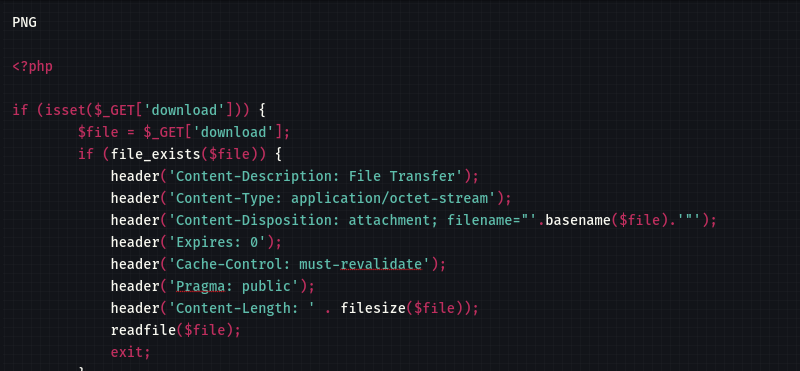 PNG
<?php
if (isset($_GET['download'])) {
$file = $_GET['download'];
if (file_exists($file)) {
header('Content-Description: File Transfer');
header('Content-Type: application/octet-stream');
header('Content-Disposition: attachment; filename="'.basename($file).'"');
header('Expires: 0');
header('Cache-Control: must-revalidate');
header('Pragma: public');
header('Content-Length: ' . filesize($file));
readfile($file);
exit;
}